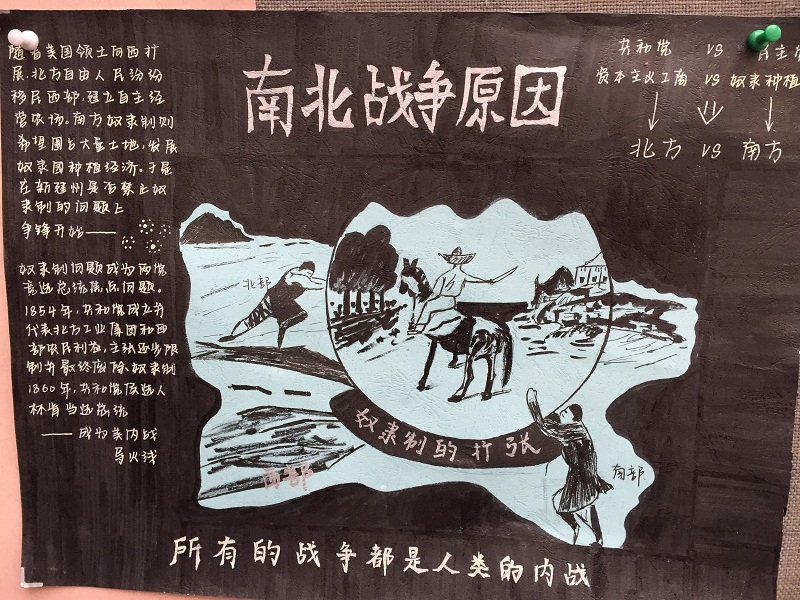 南北战争原因
随着美国领土向西扩
展,北方自由人民纷纷
移民西部,建立自主经
营农场。南方奴隶制则
希望圈占大量土地,发展
奴隶园种植经济。于是
在新建州是否禁止奴
隶制的问题上
争锋开始——
奴隶制问题成为两党
竞选总统焦点问题。
1854年,共和党成立并
代表北方工业集团和西
部农民利益,主张逐步限
制并最终废除奴隶制
1860年,共和党候选人
林肯当选总统
——成为美内战
导火线
共和党 VS 民主党
资本主义工商 VS 奴隶种植
北方 VS 南方
北部
奴隶制的扩张
西部
南部
所有的战争都是人类的内战